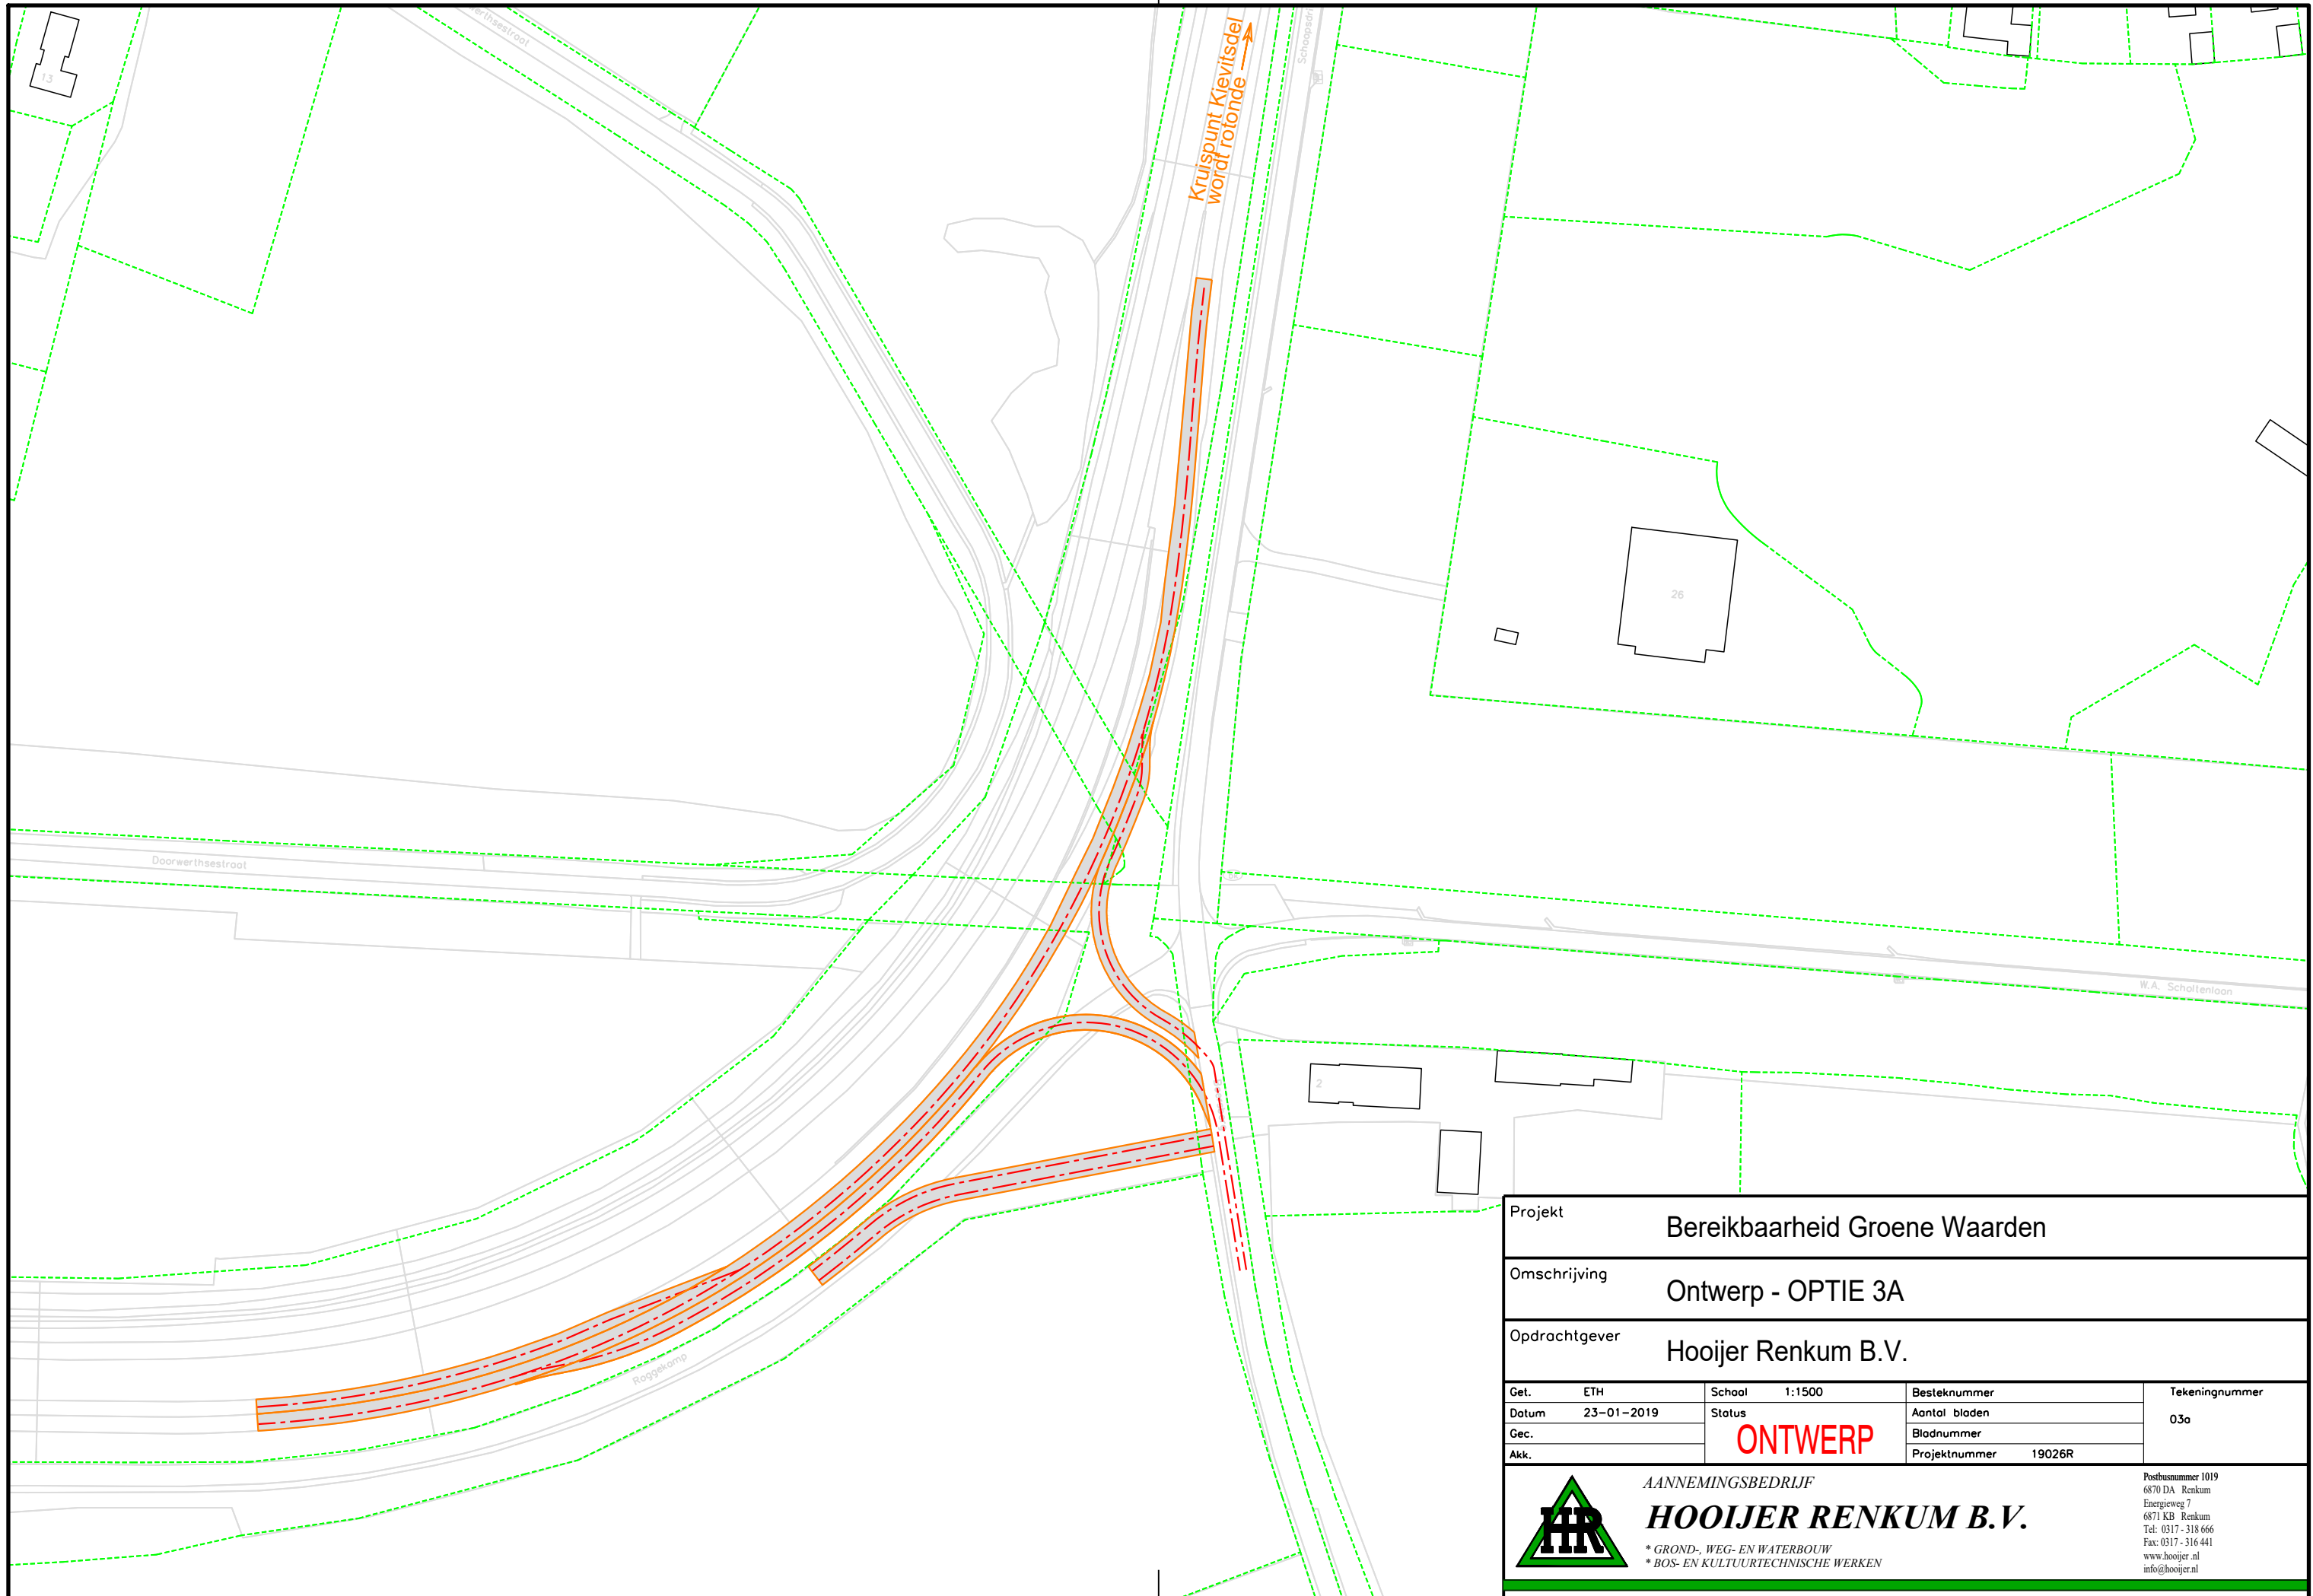 13
Kruispunt Kievitsdel
wordt rotonde
26
Doorwerthsestraat
W.A. Scholtenlaan
2
Roggekamp
Projekt
Bereikbaarheid Groene Waarden
Omschrijving
Ontwerp - OPTIE 3A
Opdrachtgever
Hooijer Renkum B.V.
Get. ETH Schaal 1:1500 Besteknummer Tekeningnummer
Datum 23-01-2019 Status Aantal bladen 03a
Gec. ONTWERP Bladnummer
Akk. Projektnummer 19026R
AANNEMINGSBEDRIJF
HOOIJER RENKUM B.V.
* GROND-, WEG- EN WATERBOUW
* BOS- EN KULTUURTECHNISCHE WERKEN
HR
Postbusnummer 1019
6870 DA Renkum
Energieweg 7
6871 KB Renkum
Tel: 0317 - 318 666
Fax: 0317 - 316 441
www.hooijer .nl
info@hooijer.nl